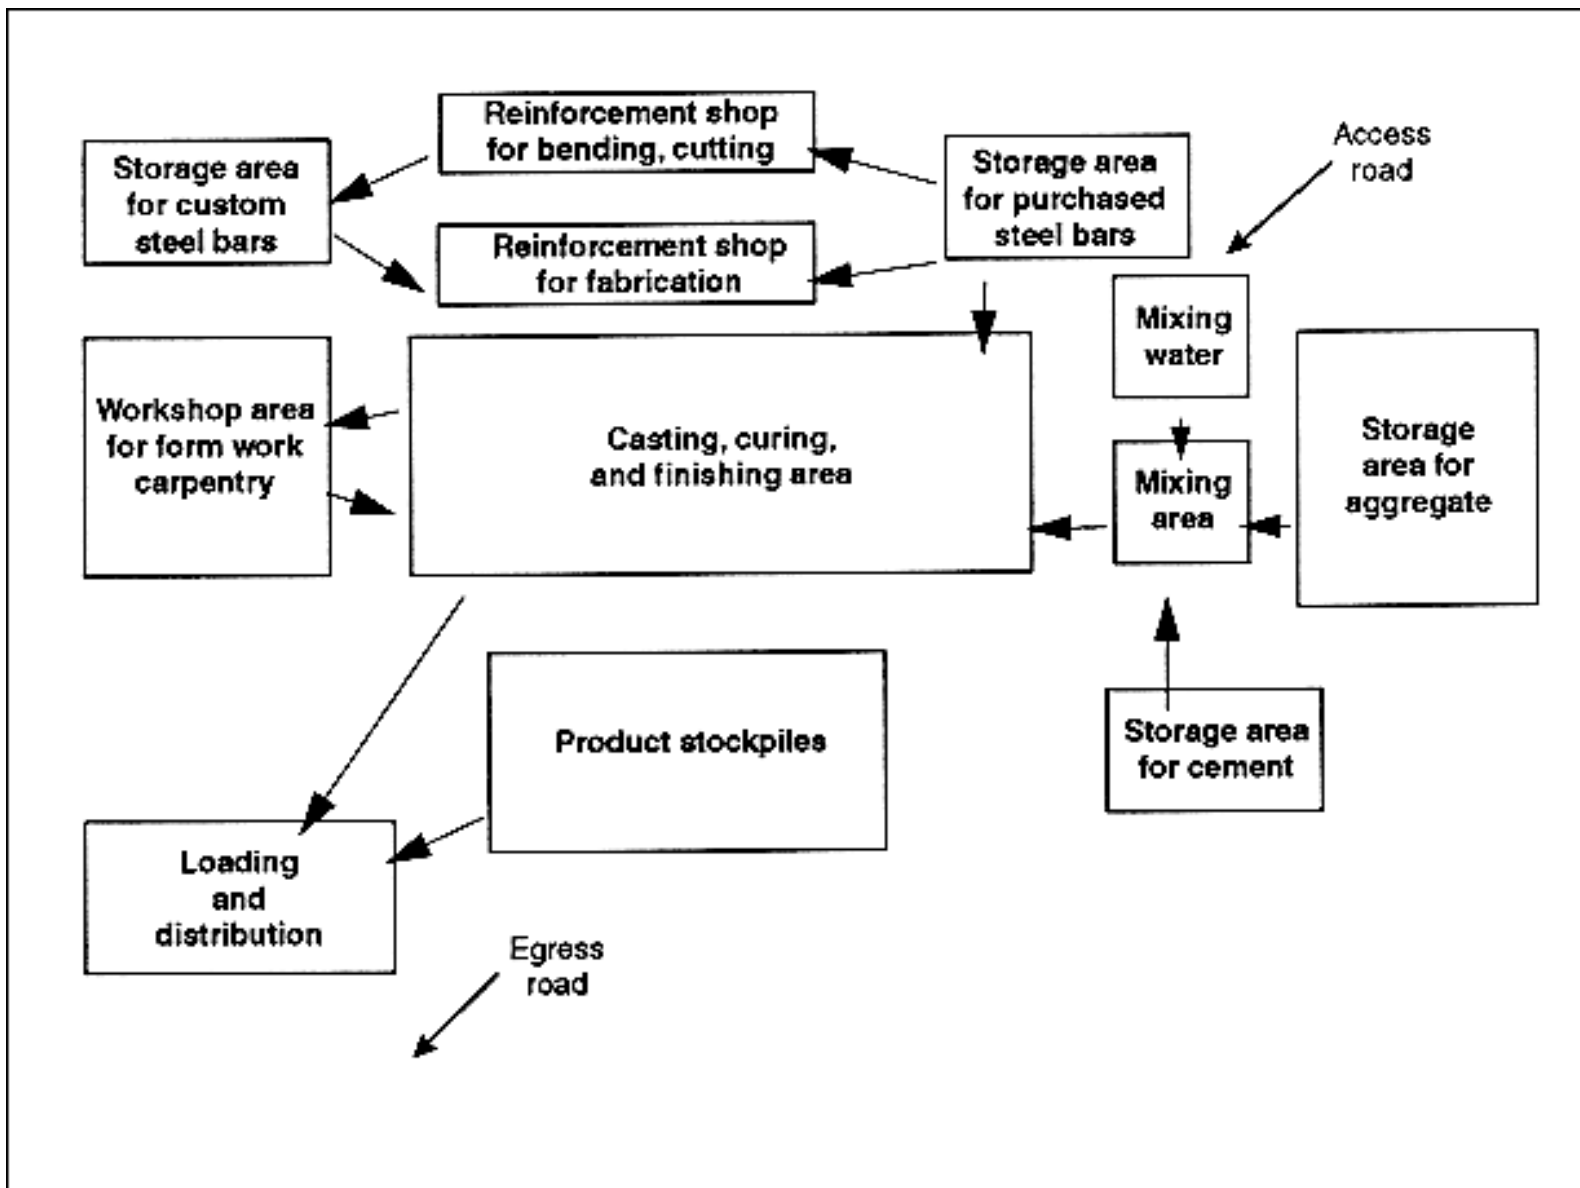 Reinforcement shop
for bending, cutting
Storage area
for custom
steel bars
Storage area
for purchased
steel bars
Access
road
Reinforcement shop
for fabrication
Mixing
water
Workshop area
for form work
carpentry
Casting, curing,
and finishing area
Mixing
area
Storage
area for
aggregate
Product stockpiles
Storage area
for cement
Loading
and
distribution
Egress
road